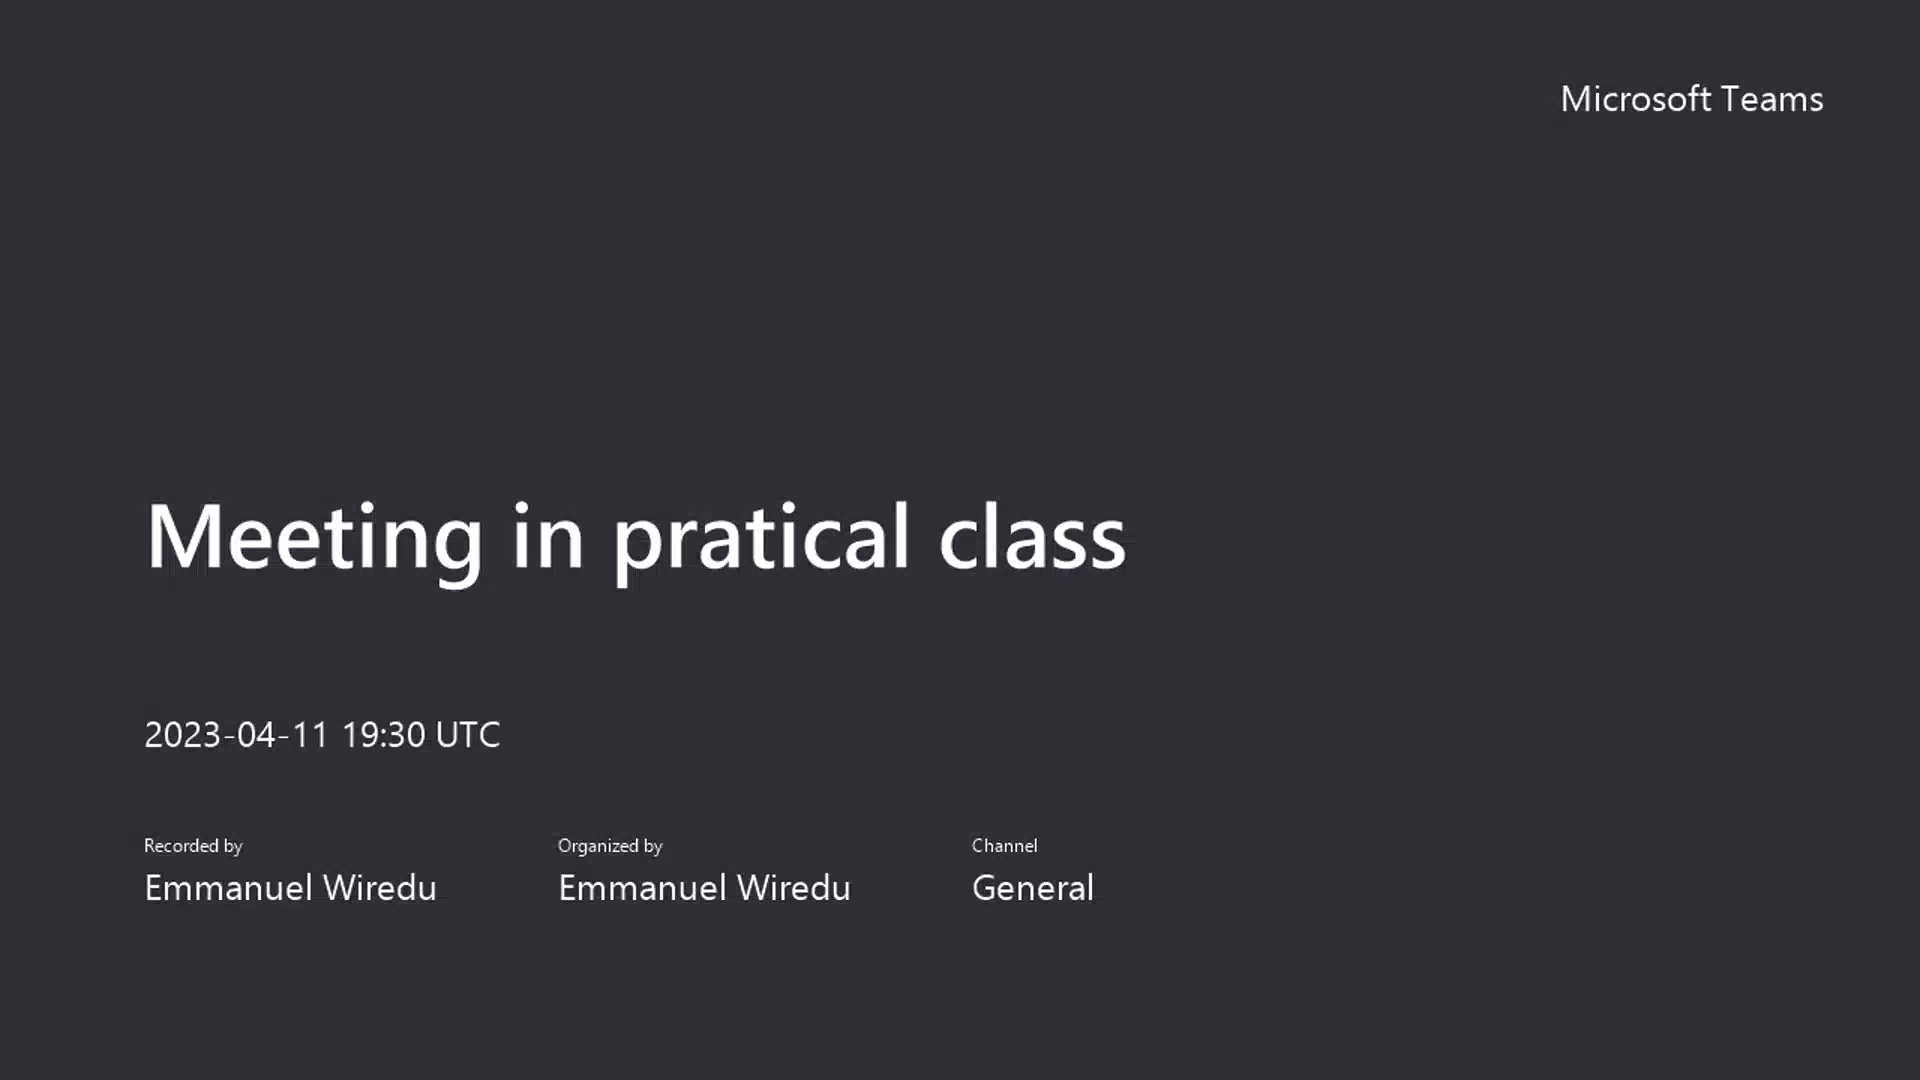 Microsoft Teams
Meeting in pratical class
2023-04-11 19:30 UTC
Recorded by
Emmanuel Wiredu
Organized by
Emmanuel Wiredu
Channel
General